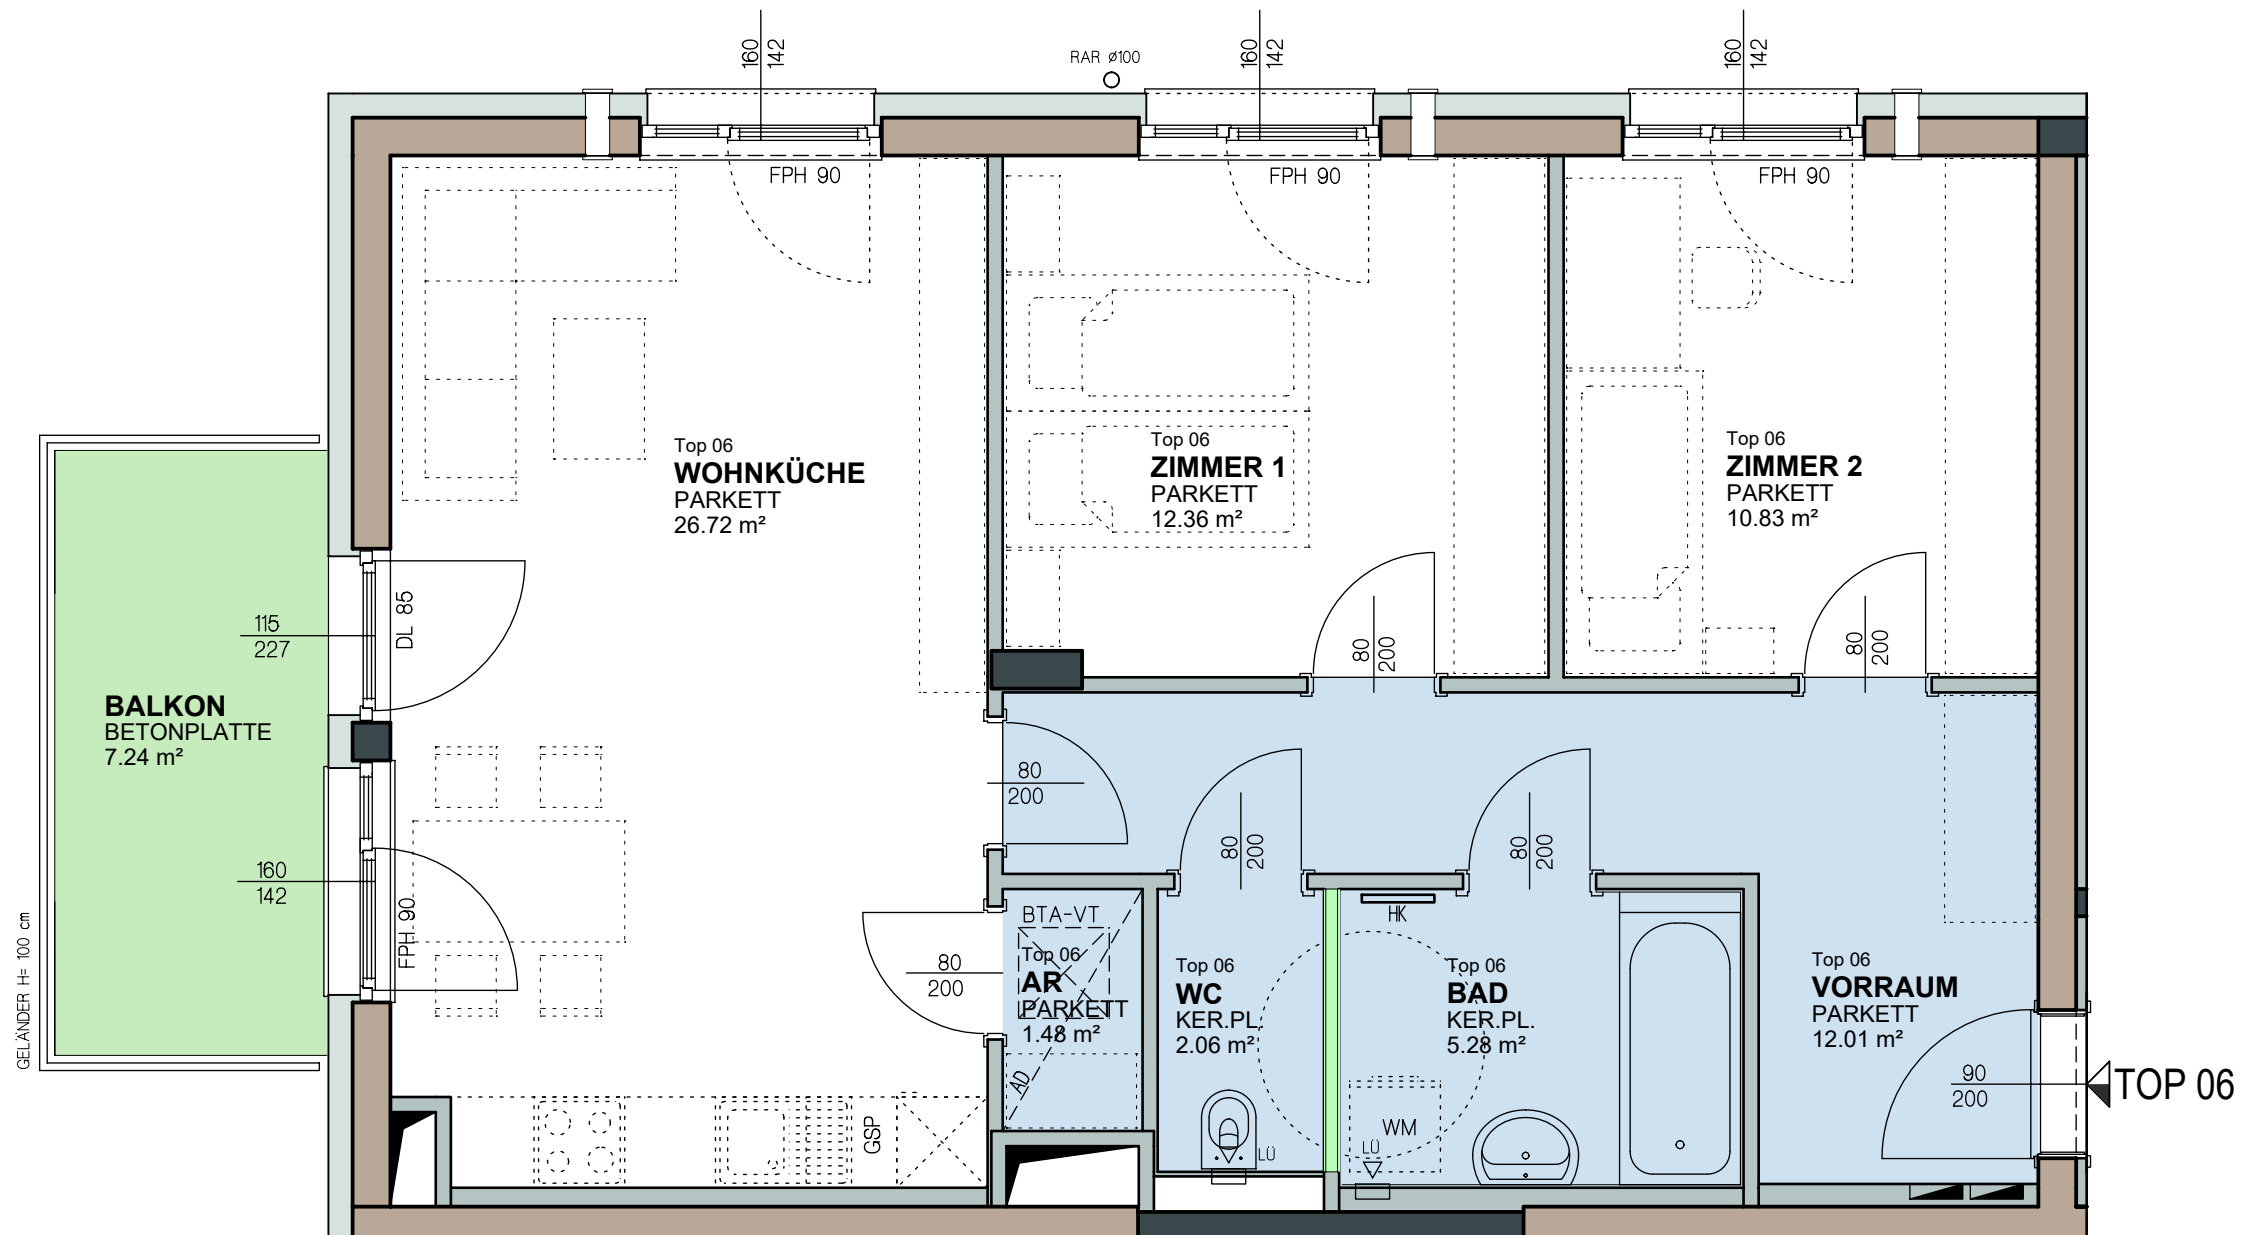 160
142
RAR ø100
160
142
160
142
FPH 90
FPH 90
FPH 90
Top 06
WOHNKÜCHE
PARKETT
26.72 m²
Top 06
ZIMMER 1
PARKETT
12.36 m²
Top 06
ZIMMER 2
PARKETT
10.83 m²
DL 85
115
227
80
200
80
200
BALKON
BETONPLATTE
7.24 m²
80
200
80
200
80
200
160
142
FPH 90
GELÄNDER H= 100 cm
80
200
BTA-VT
Top 06
AR
PARKETT
1.48 m²
AD
Top 06
WC
KER.PL.
2.06 m²
LÜ
HK
Top 06
BAD
KER.PL.
5.28 m²
WM
LÜ
Top 06
VORRAUM
PARKETT
12.01 m²
90
200
TOP 06
GSP